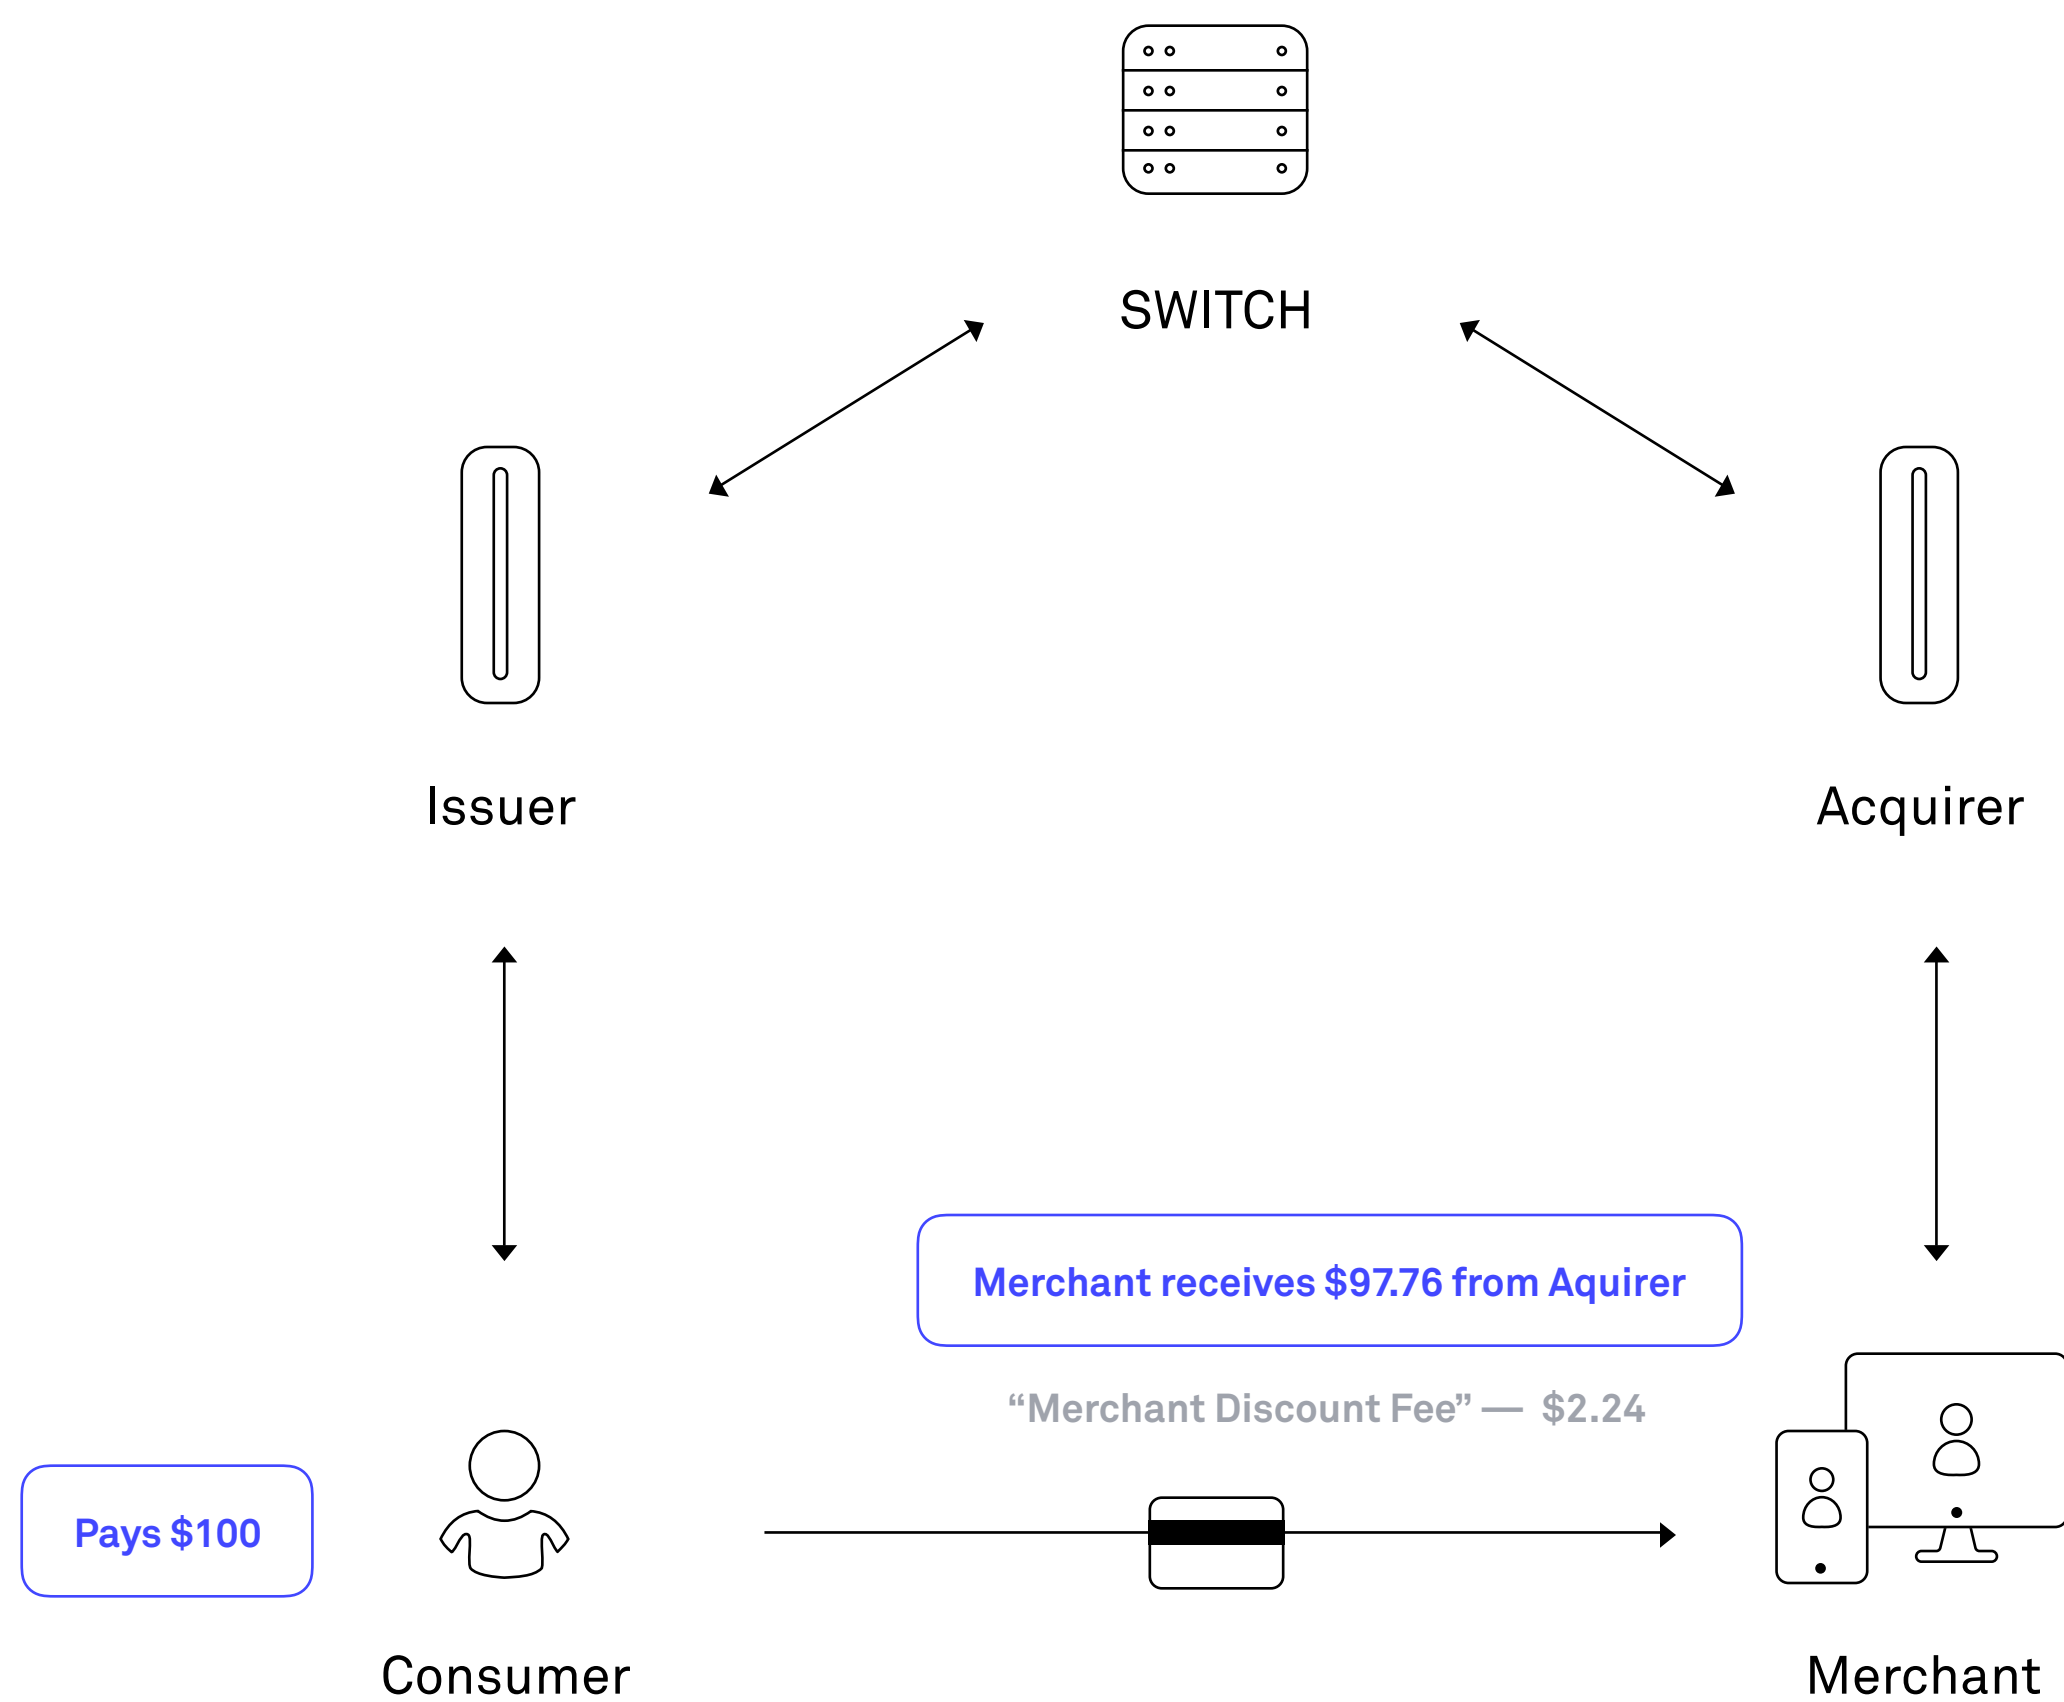 SWITCH
Issuer
Acquirer
Merchant receives $97.76 from Aquirer
“Merchant Discount Fee” — $2.24
Pays $100
Consumer
Merchant